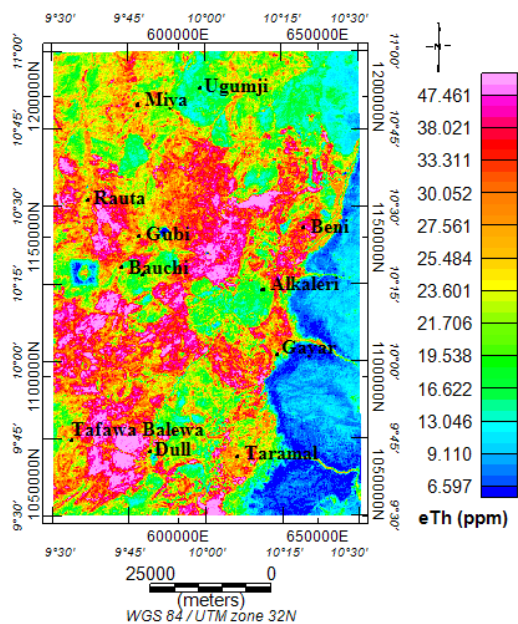 9°30' 9°45' 10°00' 10°15' 10°30'
600000E 650000E
11°00'
1200000N
10°45'
10°30'
1150000N
10°15'
10°00'
1100000N
9°45'
1050000N
9°30'
11°00'
1200000N
10°45'
10°30'
1150000N
10°15'
10°00'
1100000N
9°45'
1050000N
9°30'
Ugumji
Miya
Rauta
Gubi
Beni
Bauchi
Alkaleri
Gayar
Tafawa Balewa
Dull
Taramal
600000E 650000E
9°30' 9°45' 10°00' 10°15' 10°30'
25000 0
(meters)
WGS 84 / UTM zone 32N
N
47.461
38.021
33.311
30.052
27.561
25.484
23.601
21.706
19.538
16.622
13.046
9.110
6.597
eTh (ppm)